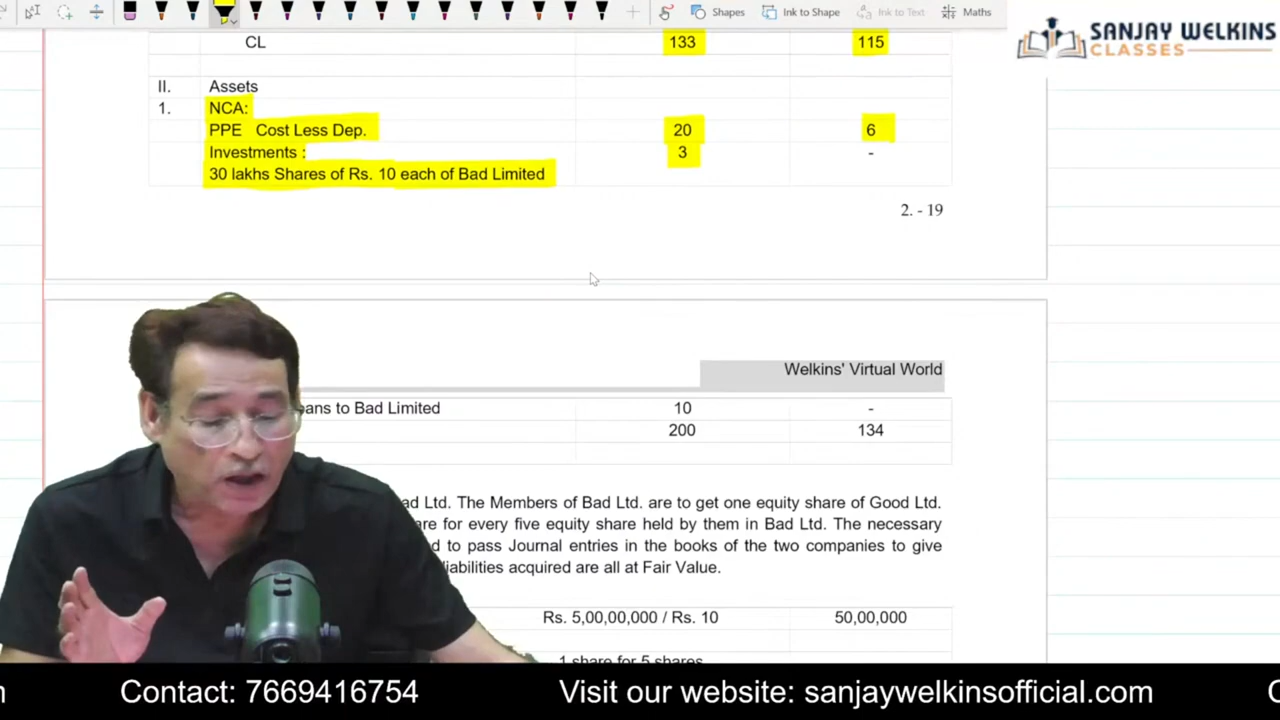 Shapes Ink to Shape Ink to Text Maths
SANJAY WELKINS
CLASSES
CL 133 115
II. Assets
1. NCA:
PPE Cost Less Dep. 20 6
Investments : 3 -
30 lakhs Shares of Rs. 10 each of Bad Limited
2. - 19
Welkins' Virtual World
to Bad Limited 10 -
200 134
Ltd. The Members of Bad Ltd. are to get one equity share of Good Ltd.
for every five equity share held by them in Bad Ltd. The necessary
to pass Journal entries in the books of the two companies to give
acquired are all at Fair Value.
Rs. 5,00,00,000 / Rs. 10 50,00,000
1 share for 5 shares
Contact: 7669416754 Visit our website: sanjaywelkinsofficial.com